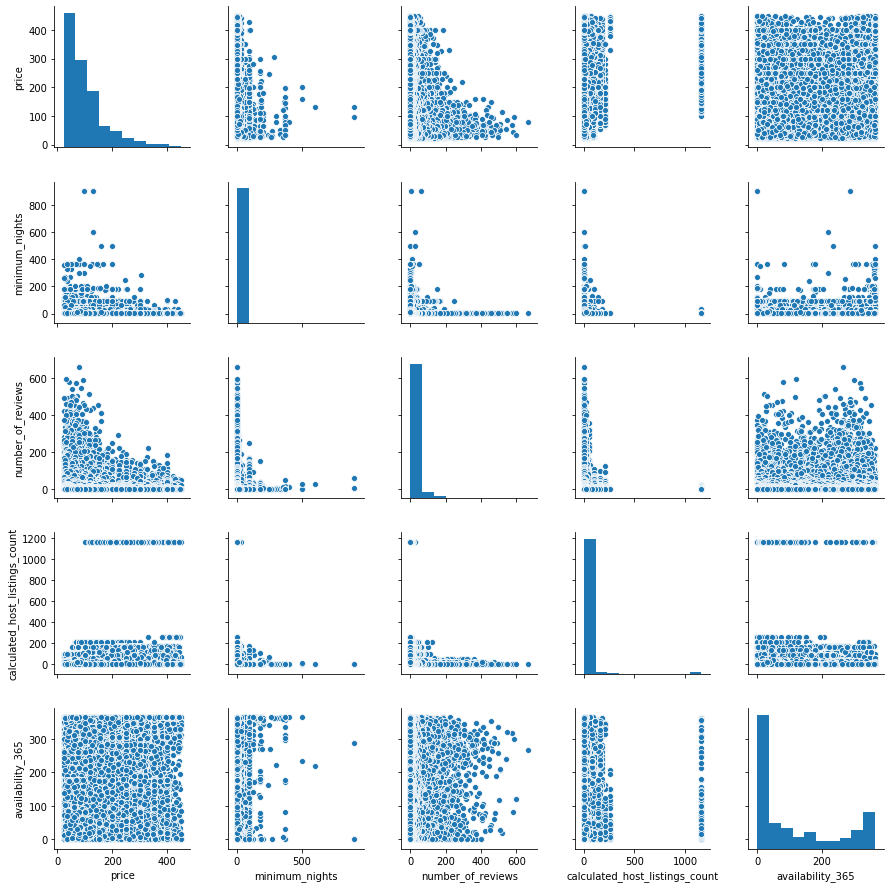 400
300
200
100
0
price
800
600
400
200
0
minimum_nights
600
400
200
0
number_of_reviews
1200
1000
800
600
400
200
0
calculated_host_listings_count
300
200
100
0
availability_365
0 200 400
price
0 500
minimum_nights
0 200 400 600
number_of_reviews
0 500 1000
calculated_host_listings_count
0 200
availability_365